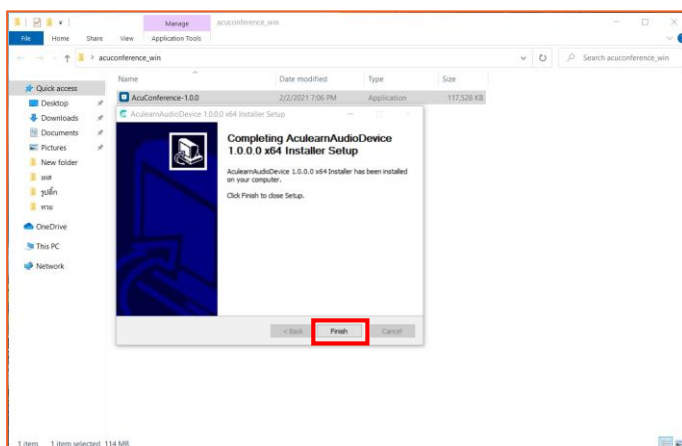 Manage
acuconference_win
File
Home
Share
View
Application Tools
acuconference_win
Search acuconference_win
Name
Date modified
Type
Size
Quick access
AcuConference-1.0.0
2/2/2021 7:06 PM
Application
117,528 KB
Desktop
Downloads
Documents
Pictures
New folder
รูปลิ้ก
OneDrive
This PC
Network
AculearnAudioDevice 1.0.0.0 x64 Installer Setup
Completing AculearnAudioDevice
1.0.0.0 x64 Installer Setup
AculearnAudioDevice 1.0.0.0 x64 Installer has been installed
on your computer.
Click Finish to close Setup.
< Back
Finish
Cancel
1 item
1 item selected 114 MB